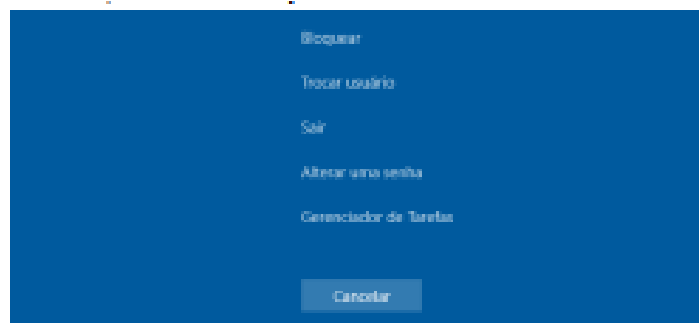 Bloquear
Trocar usuário
Sair
Alterar uma senha
Gerenciador de Tarefas
Cancelar